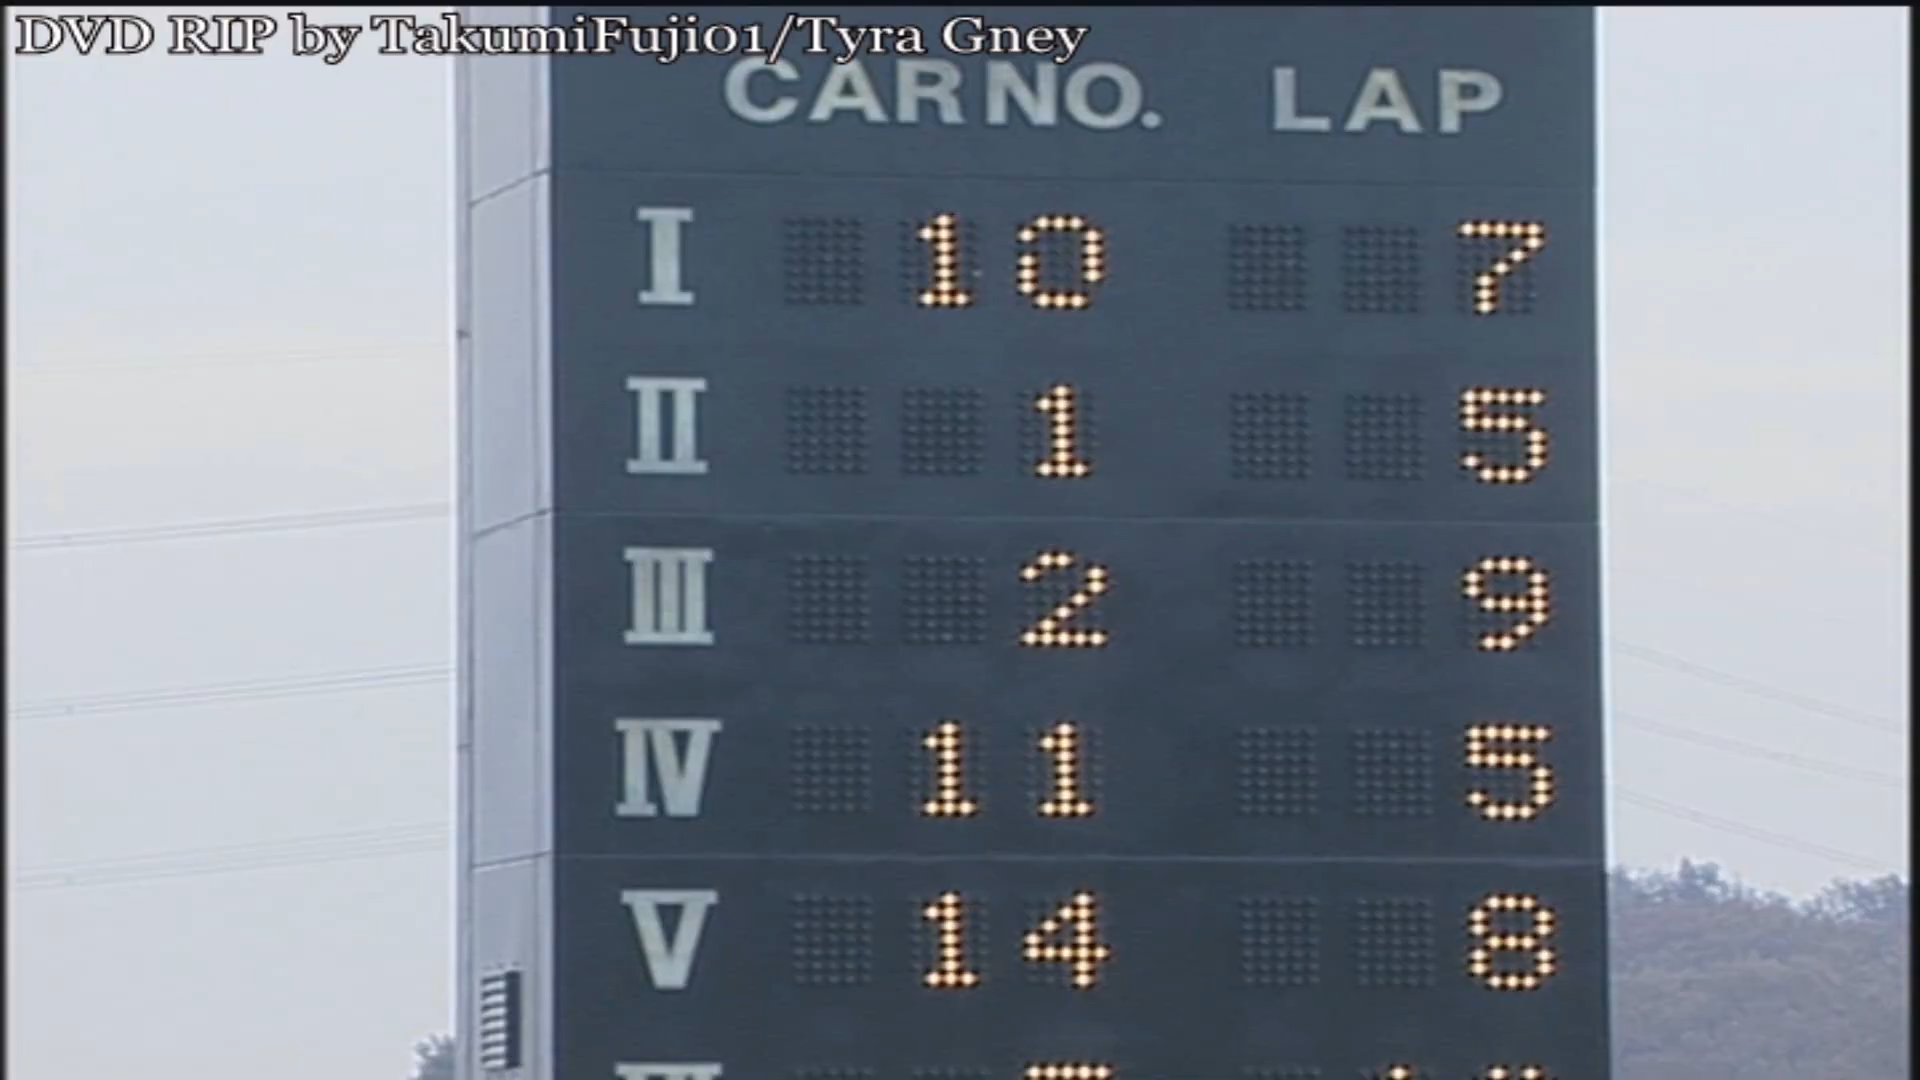 DVD RIP by TakumiFuji01/Tyra Gney
CAR NO. LAP
I 10 7
II 1 5
III 2 9
IV 11 5
V 14 8